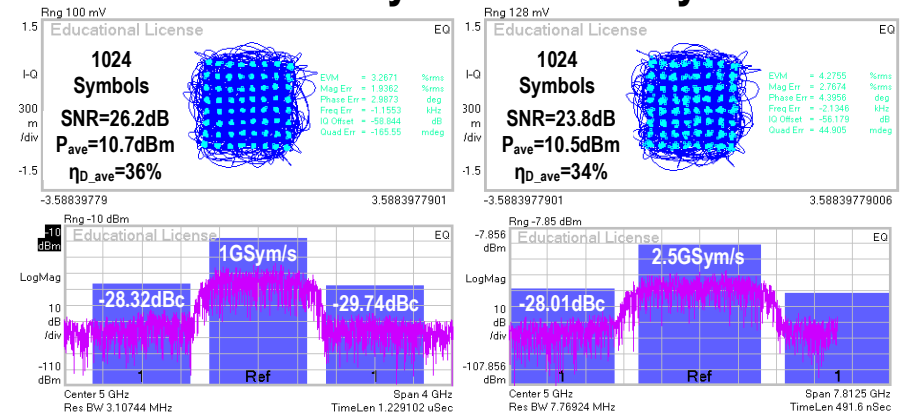 Rng 100 mV
1.5
Educational License
EQ
I-Q
300
m
/div
-1.5
1024
Symbols
SNR=26.2dB
Pave=10.7dBm
ηD_ave=36%
EVM = 3.2671 %rms
Mag Err = 1.9362 %rms
Phase Err = 2.9873 deg
Freq Err = -1.1553 kHz
IQ Offset = -58.844 dB
Quad Err = -165.55 mdeg
-3.58839779
3.58839777901
Rng 128 mV
1.5
Educational License
EQ
I-Q
300
m
/div
-1.5
1024
Symbols
SNR=23.8dB
Pave=10.5dBm
ηD_ave=34%
EVM = 4.2755 %rms
Mag Err = 2.7674 %rms
Phase Err = 4.3956 deg
Freq Err = -2.1346 kHz
IQ Offset = -56.179 dB
Quad Err = 44.905 mdeg
-3.5883977901
3.58839779006
Rng -10 dBm
-10
dBm
Educational License
EQ
LogMag
10
dB
/div
-110
dBm
1GSym/s
-28.32dBc
-29.74dBc
1
Ref
1
Center 5 GHz
Span 4 GHz
Res BW 3.10744 MHz
TimeLen 1.229102 uSec
Rng -7.85 dBm
-7.856
dBm
Educational License
EQ
LogMag
10
dB
/div
-107.856
dBm
2.5GSym/s
-28.01dBc
1
Ref
1
Center 5 GHz
Span 7.8125 GHz
Res BW 7.76924 MHz
TimeLen 491.6 nSec